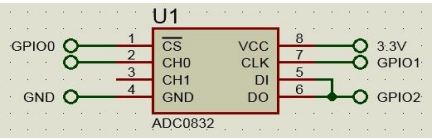 U1
GPIO0 1 CS VCC 8 3.3V
2 CH0 CLK 7 GPIO1
3 CH1 DI 5
GND 4 GND DO 6 GPIO2
ADC0832